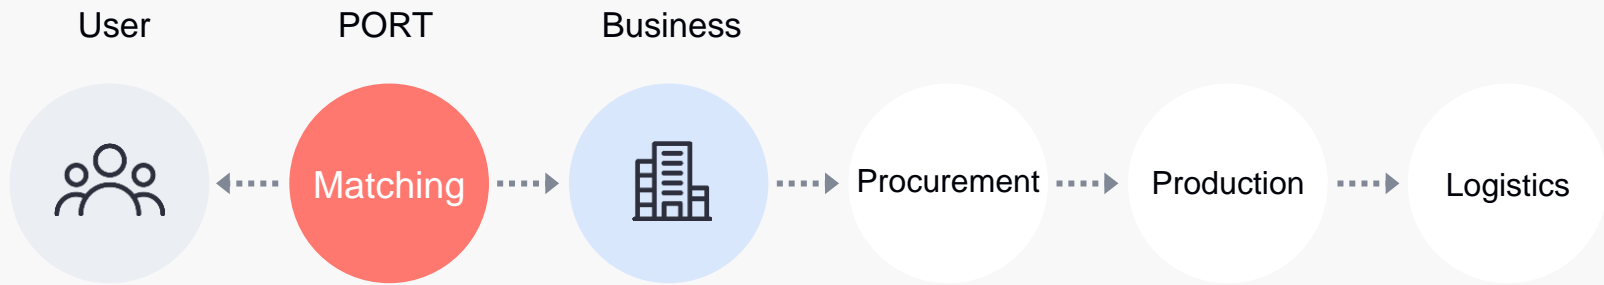 User
PORT
Business
Matching
Procurement
Production
Logistics